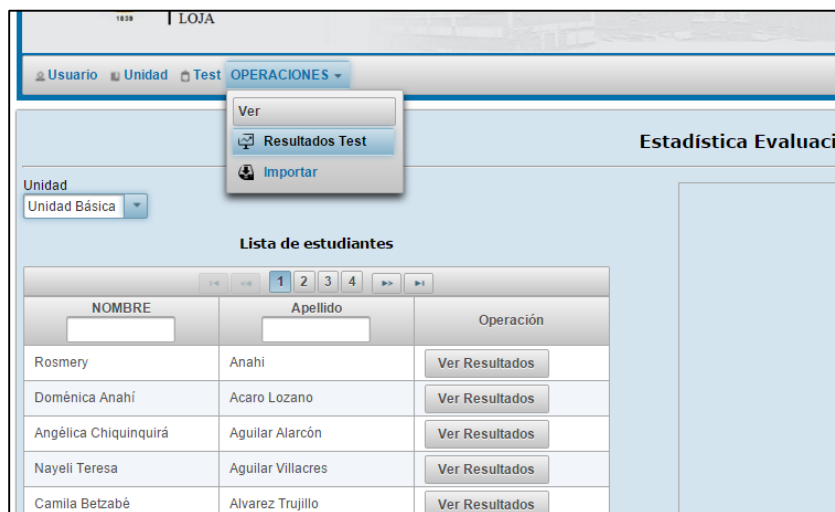 1839
LOJA
Usuario Unidad Test OPERACIONES
Ver
Resultados Test
Importar
Estadística Evaluaci
Unidad
Unidad Básica
Lista de estudiantes
1 2 3 4
NOMBRE Apellido Operación
Rosmery Anahi Ver Resultados
Doménica Anahí Acaro Lozano Ver Resultados
Angélica Chiquinquirá Aguilar Alarcón Ver Resultados
Nayeli Teresa Aguilar Villacres Ver Resultados
Camila Betzabé Alvarez Trujillo Ver Resultados